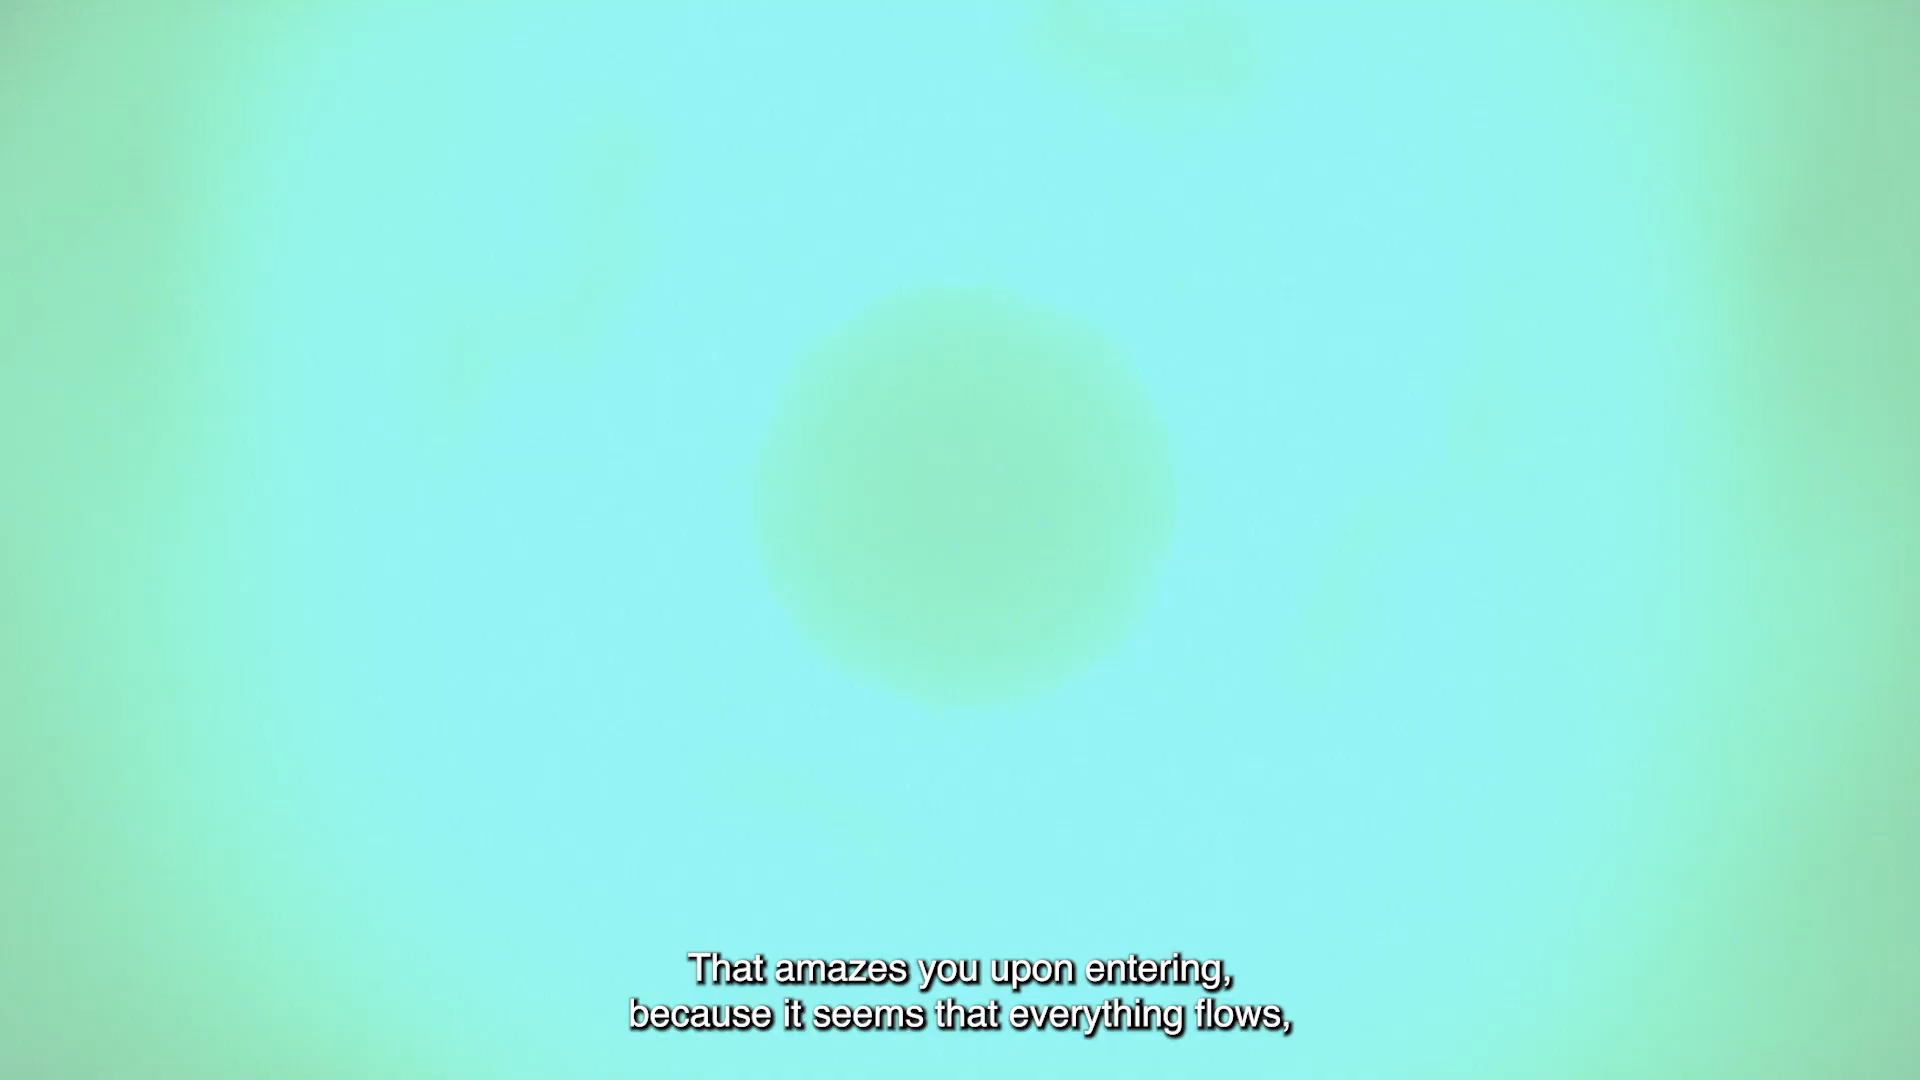 That amazes you upon entering,
because it seems that everything flows,